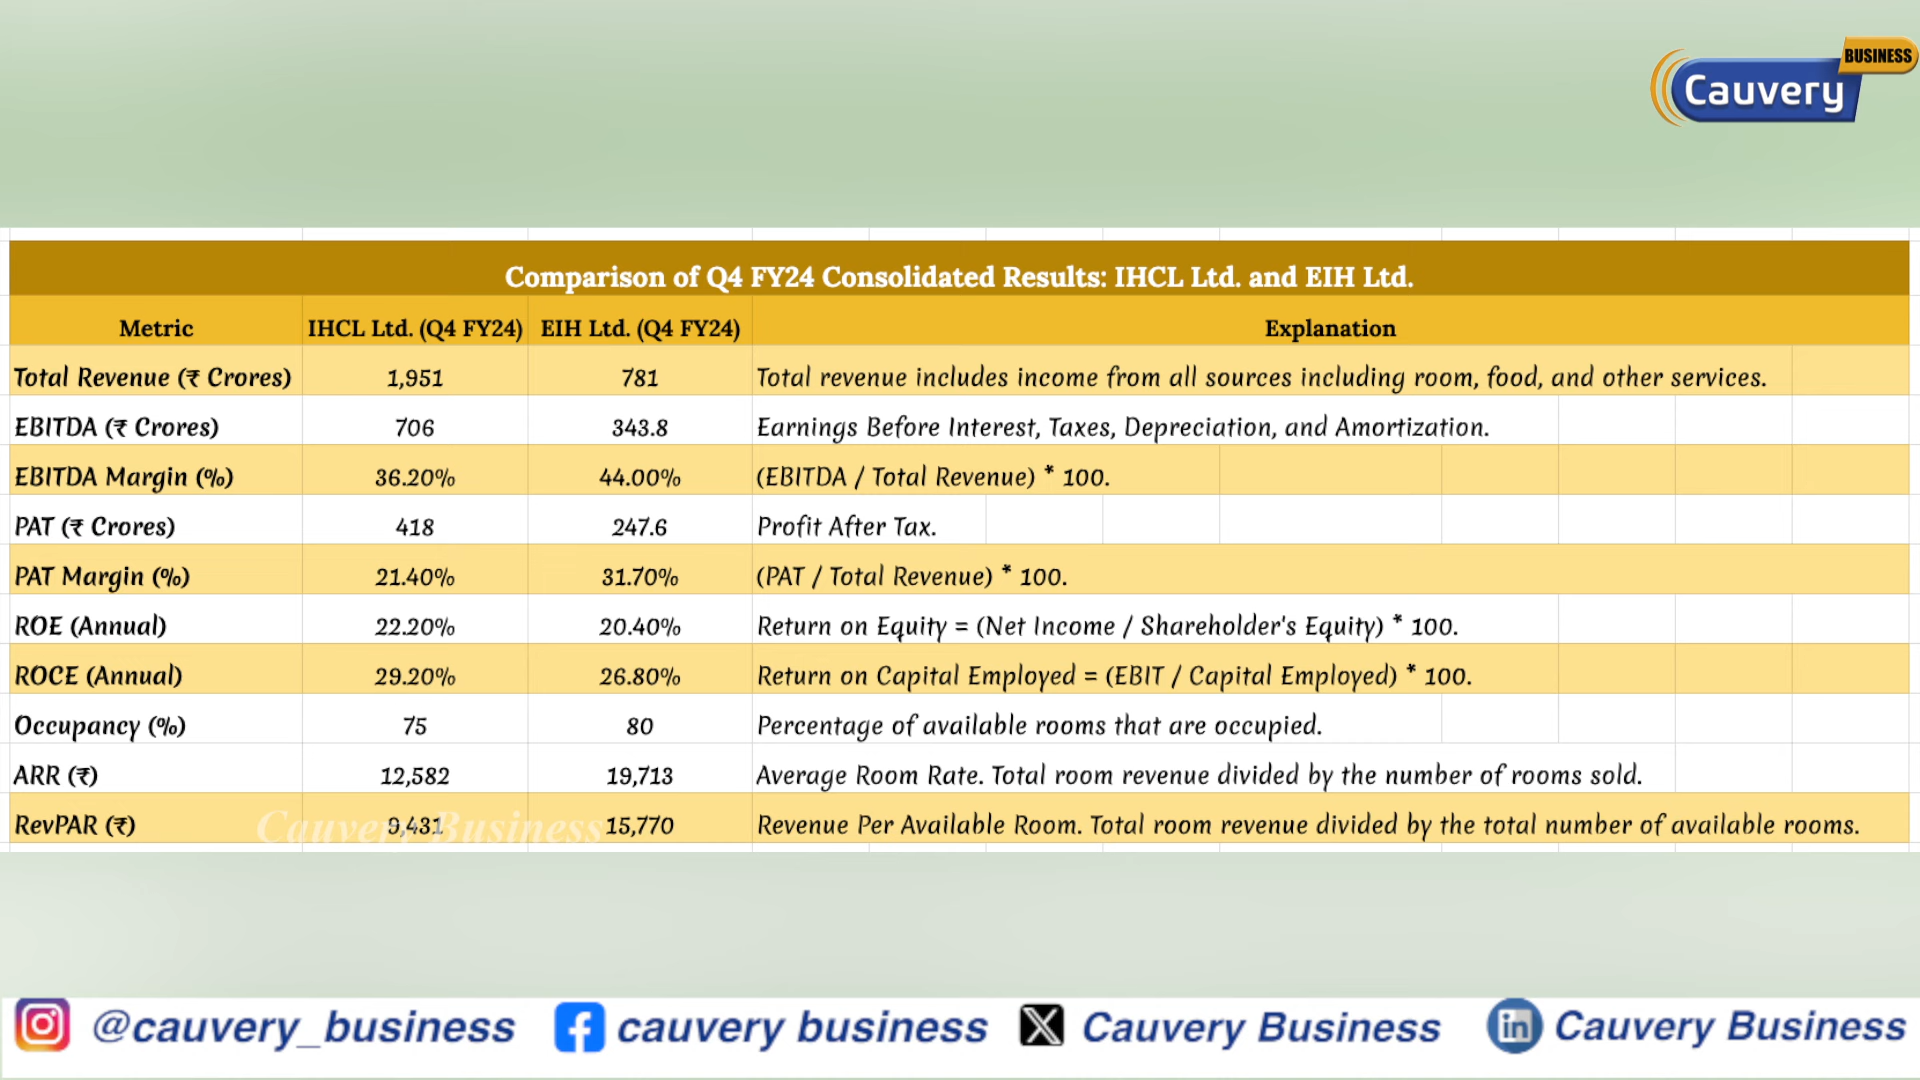 BUSINESS
Cauvery
Comparison of Q4 FY24 Consolidated Results: IHCL Ltd. and EIH Ltd.
Metric IHCL Ltd. (Q4 FY24) EIH Ltd. (Q4 FY24) Explanation
Total Revenue (₹ Crores) 1,951 781 Total revenue includes income from all sources including room, food, and other services.
EBITDA (₹ Crores) 706 343.8 Earnings Before Interest, Taxes, Depreciation, and Amortization.
EBITDA Margin (%) 36.20% 44.00% (EBITDA / Total Revenue) * 100.
PAT (₹ Crores) 418 247.6 Profit After Tax.
PAT Margin (%) 21.40% 31.70% (PAT / Total Revenue) * 100.
ROE (Annual) 22.20% 20.40% Return on Equity = (Net Income / Shareholder's Equity) * 100.
ROCE (Annual) 29.20% 26.80% Return on Capital Employed = (EBIT / Capital Employed) * 100.
Occupancy (%) 75 80 Percentage of available rooms that are occupied.
ARR (₹) 12,582 19,713 Average Room Rate. Total room revenue divided by the number of rooms sold.
RevPAR (₹) 9,431 15,770 Revenue Per Available Room. Total room revenue divided by the total number of available rooms.
Cauvery Business
@cauvery_business cauvery business Cauvery Business Cauvery Business